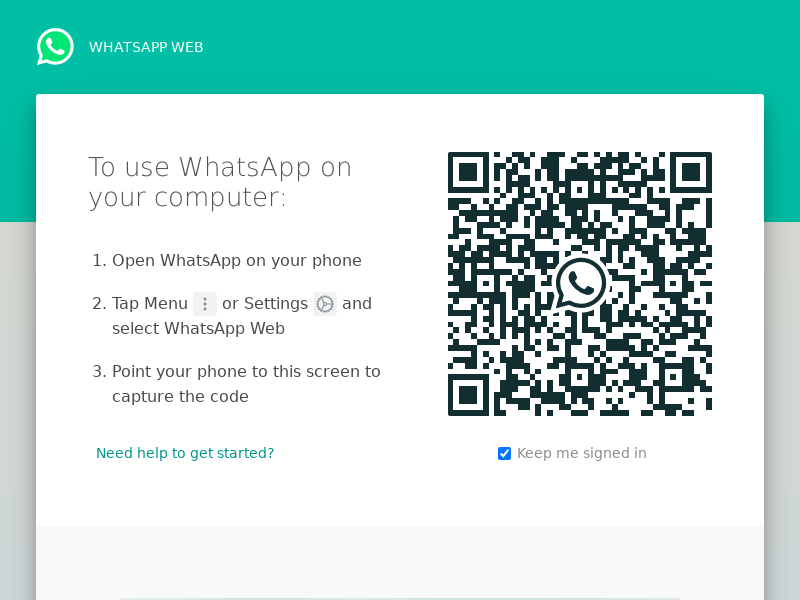 WHATSAPP WEB
To use WhatsApp on
your computer:
1. Open WhatsApp on your phone
2. Tap Menu or Settings and
select WhatsApp Web
3. Point your phone to this screen to
capture the code
Need help to get started?
Keep me signed in